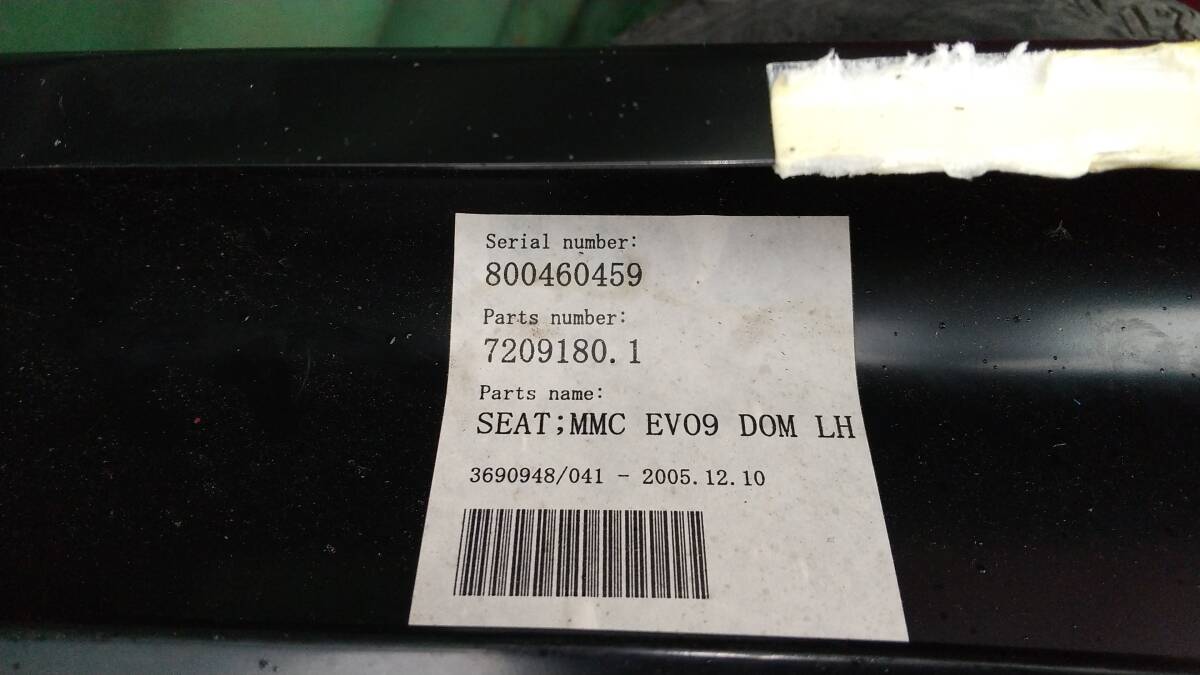 Serial number:
800460459
Parts number:
7209180.1
Parts name:
SEAT;MMC EVO9 DOM LH
3690948/041 - 2005.12.10